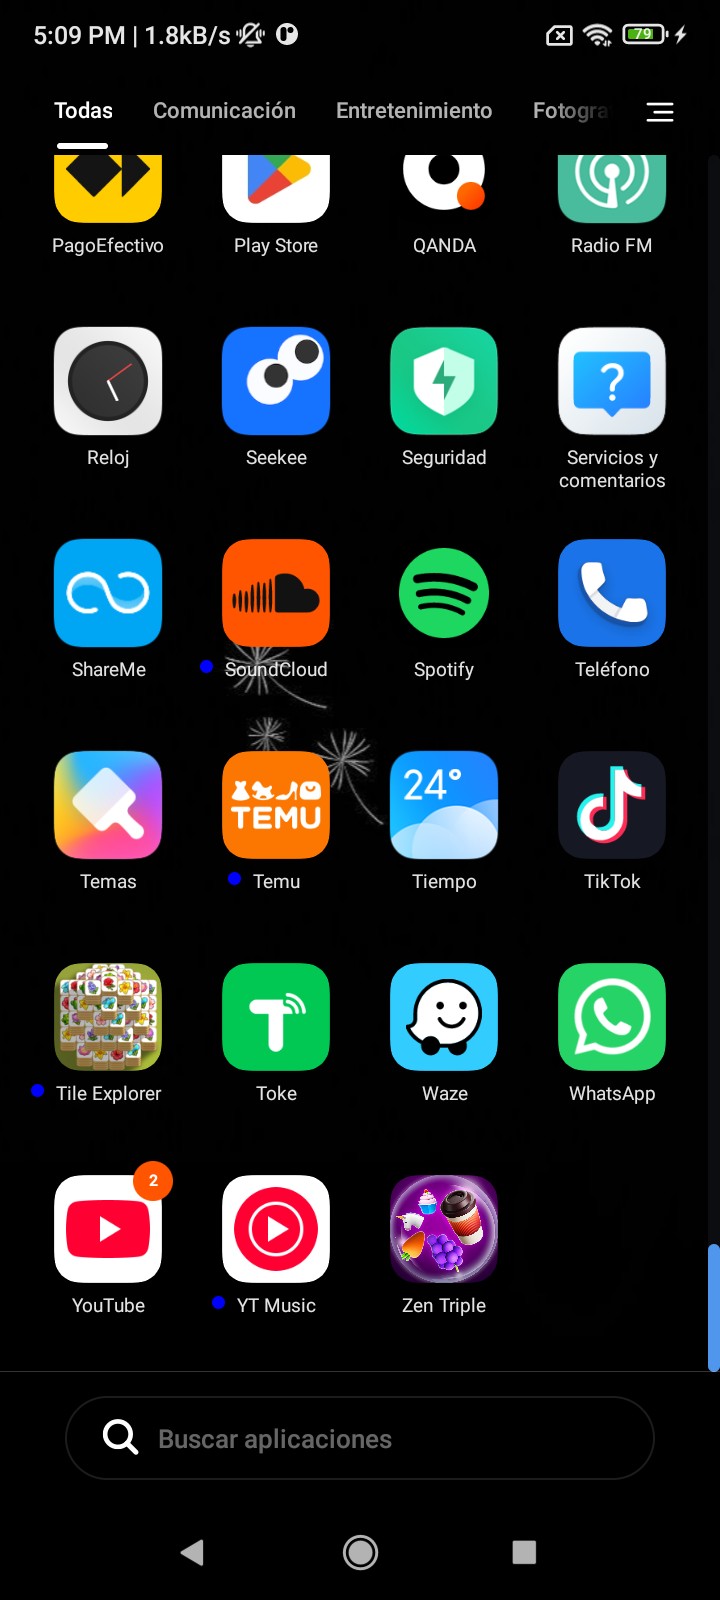 5:09 PM | 1.8kB/s
79
Todas
Comunicación
Entretenimiento
Fotogra
PagoEfectivo
Play Store
QANDA
Radio FM
Reloj
Seekee
Seguridad
Servicios y
comentarios
ShareMe
SoundCloud
Spotify
Teléfono
24°
TEMU
Temas
Temu
Tiempo
TikTok
Tile Explorer
Toke
Waze
WhatsApp
2
YouTube
YT Music
Zen Triple
Buscar aplicaciones